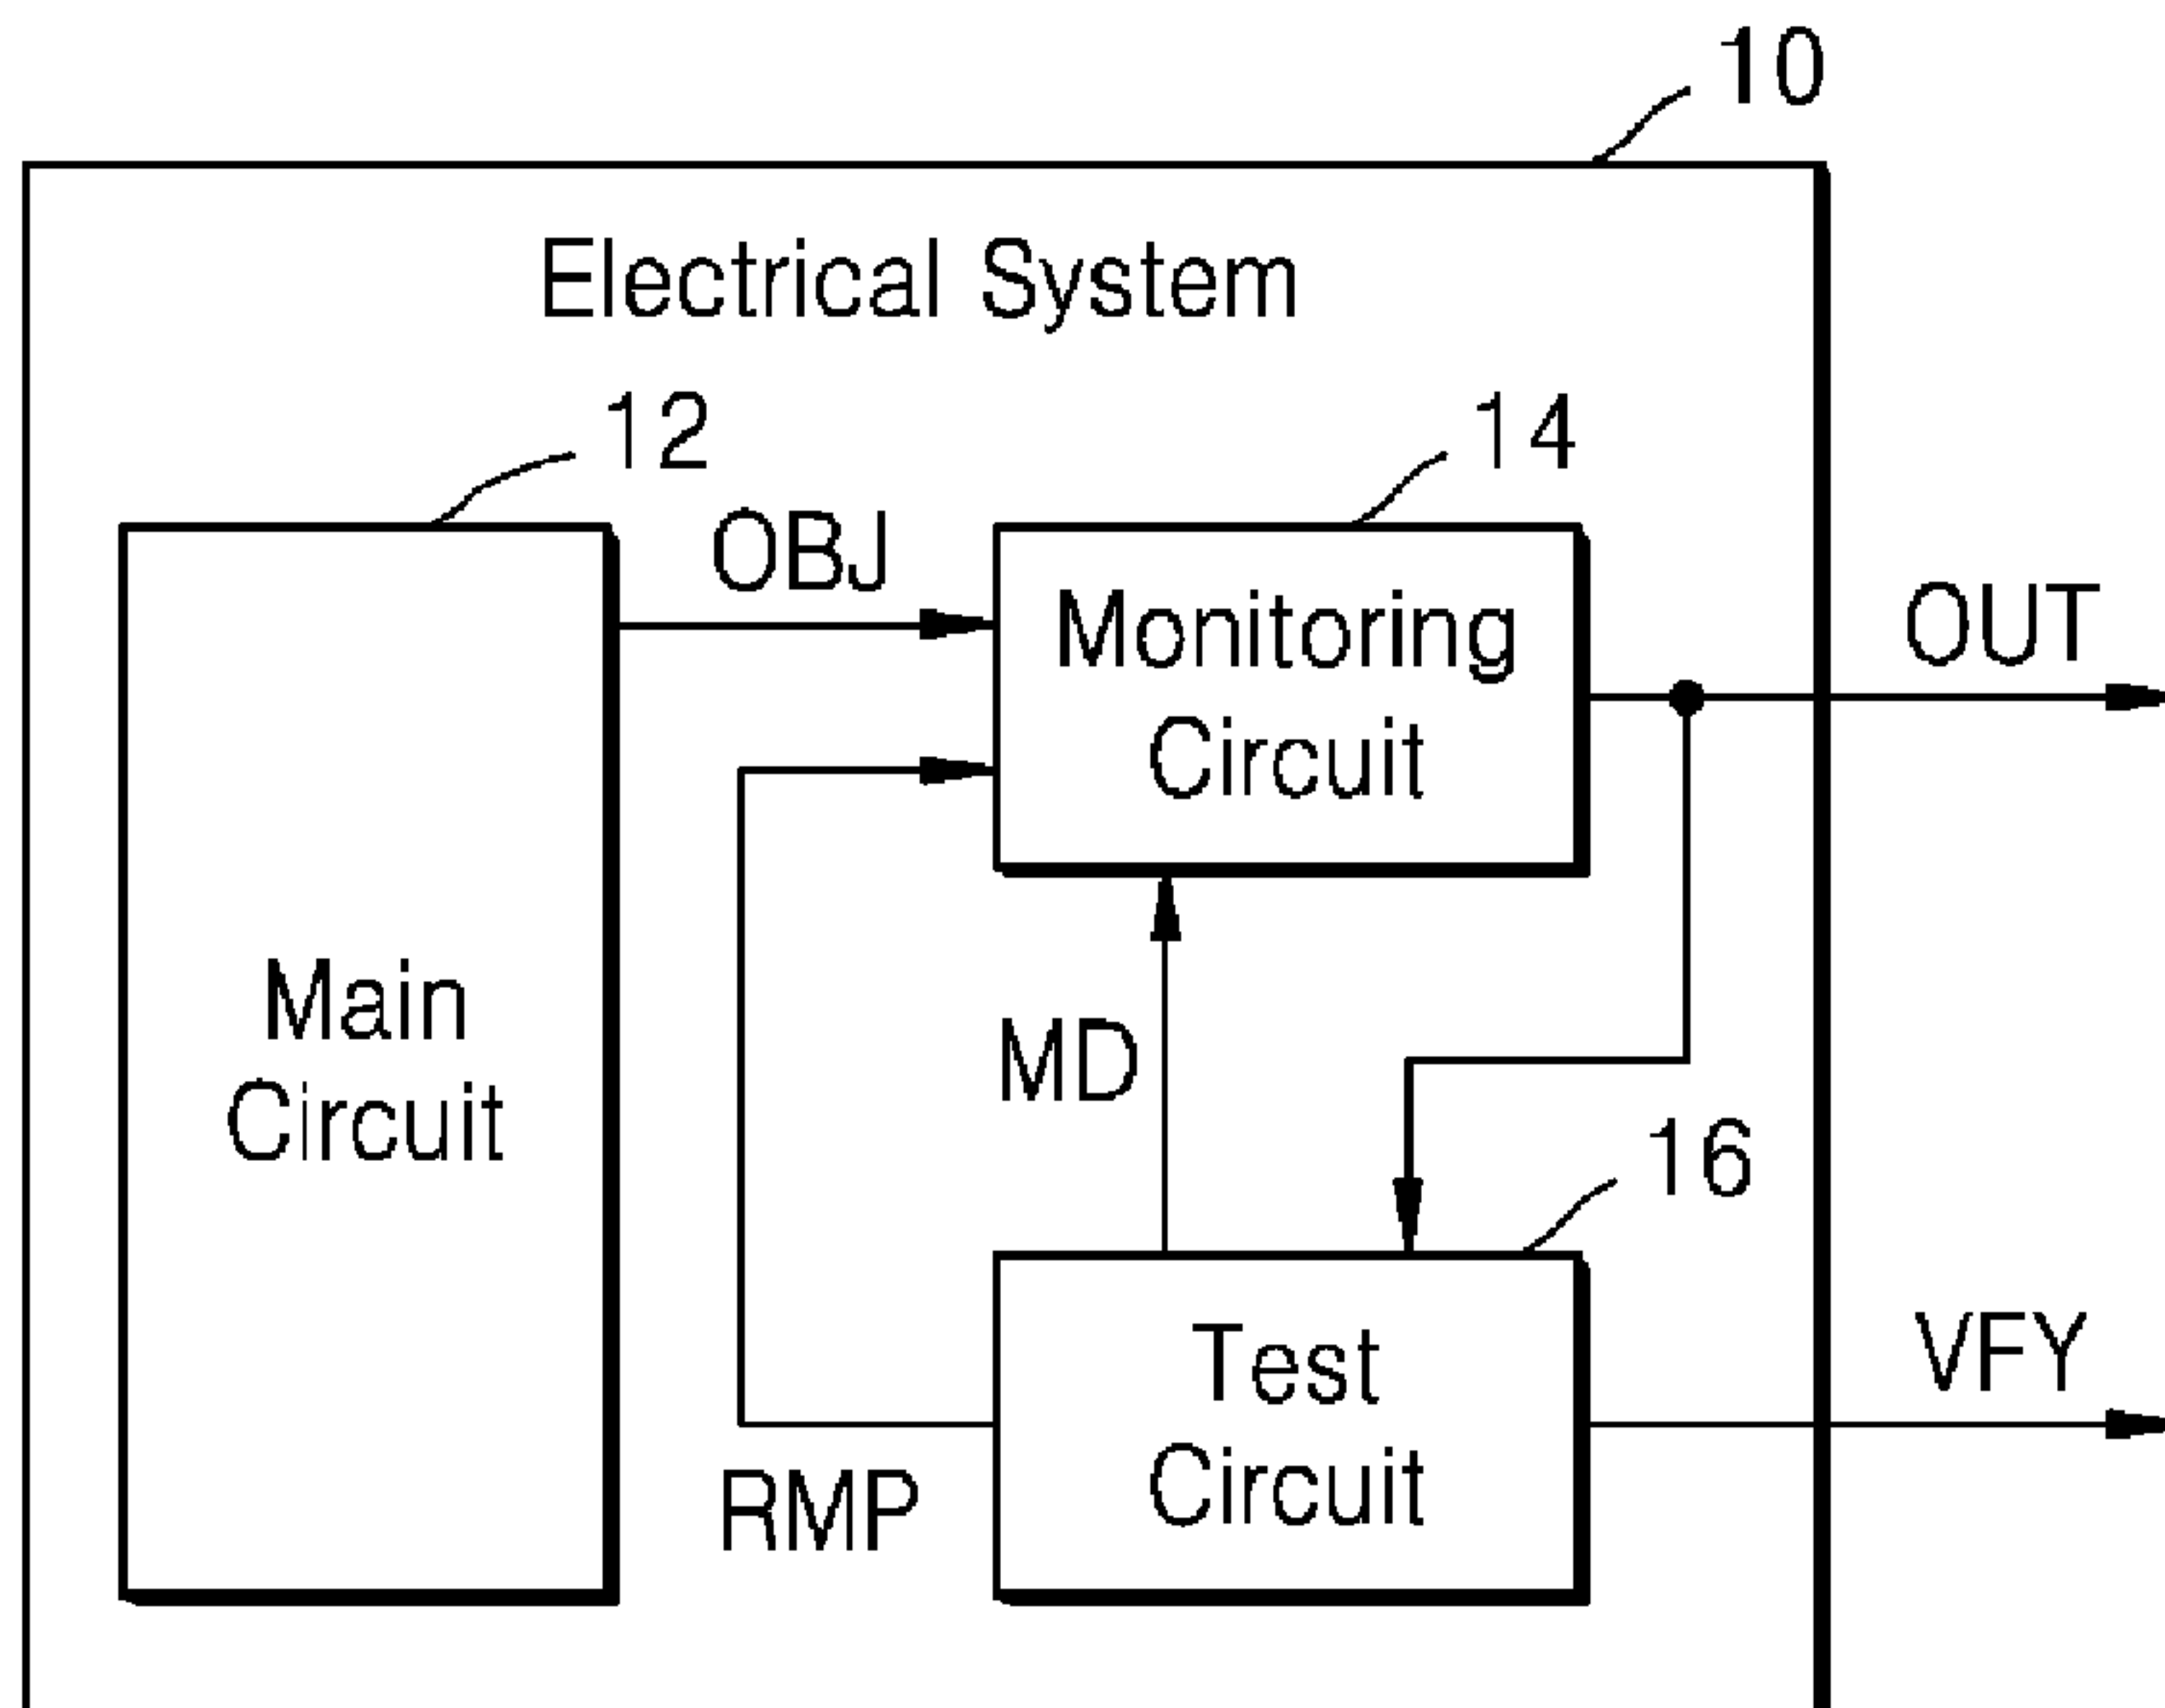 10
Electrical System
12
14
OBJ
Monitoring
Circuit
OUT
Main
Circuit
MD
16
Test
Circuit
VFY
RMP